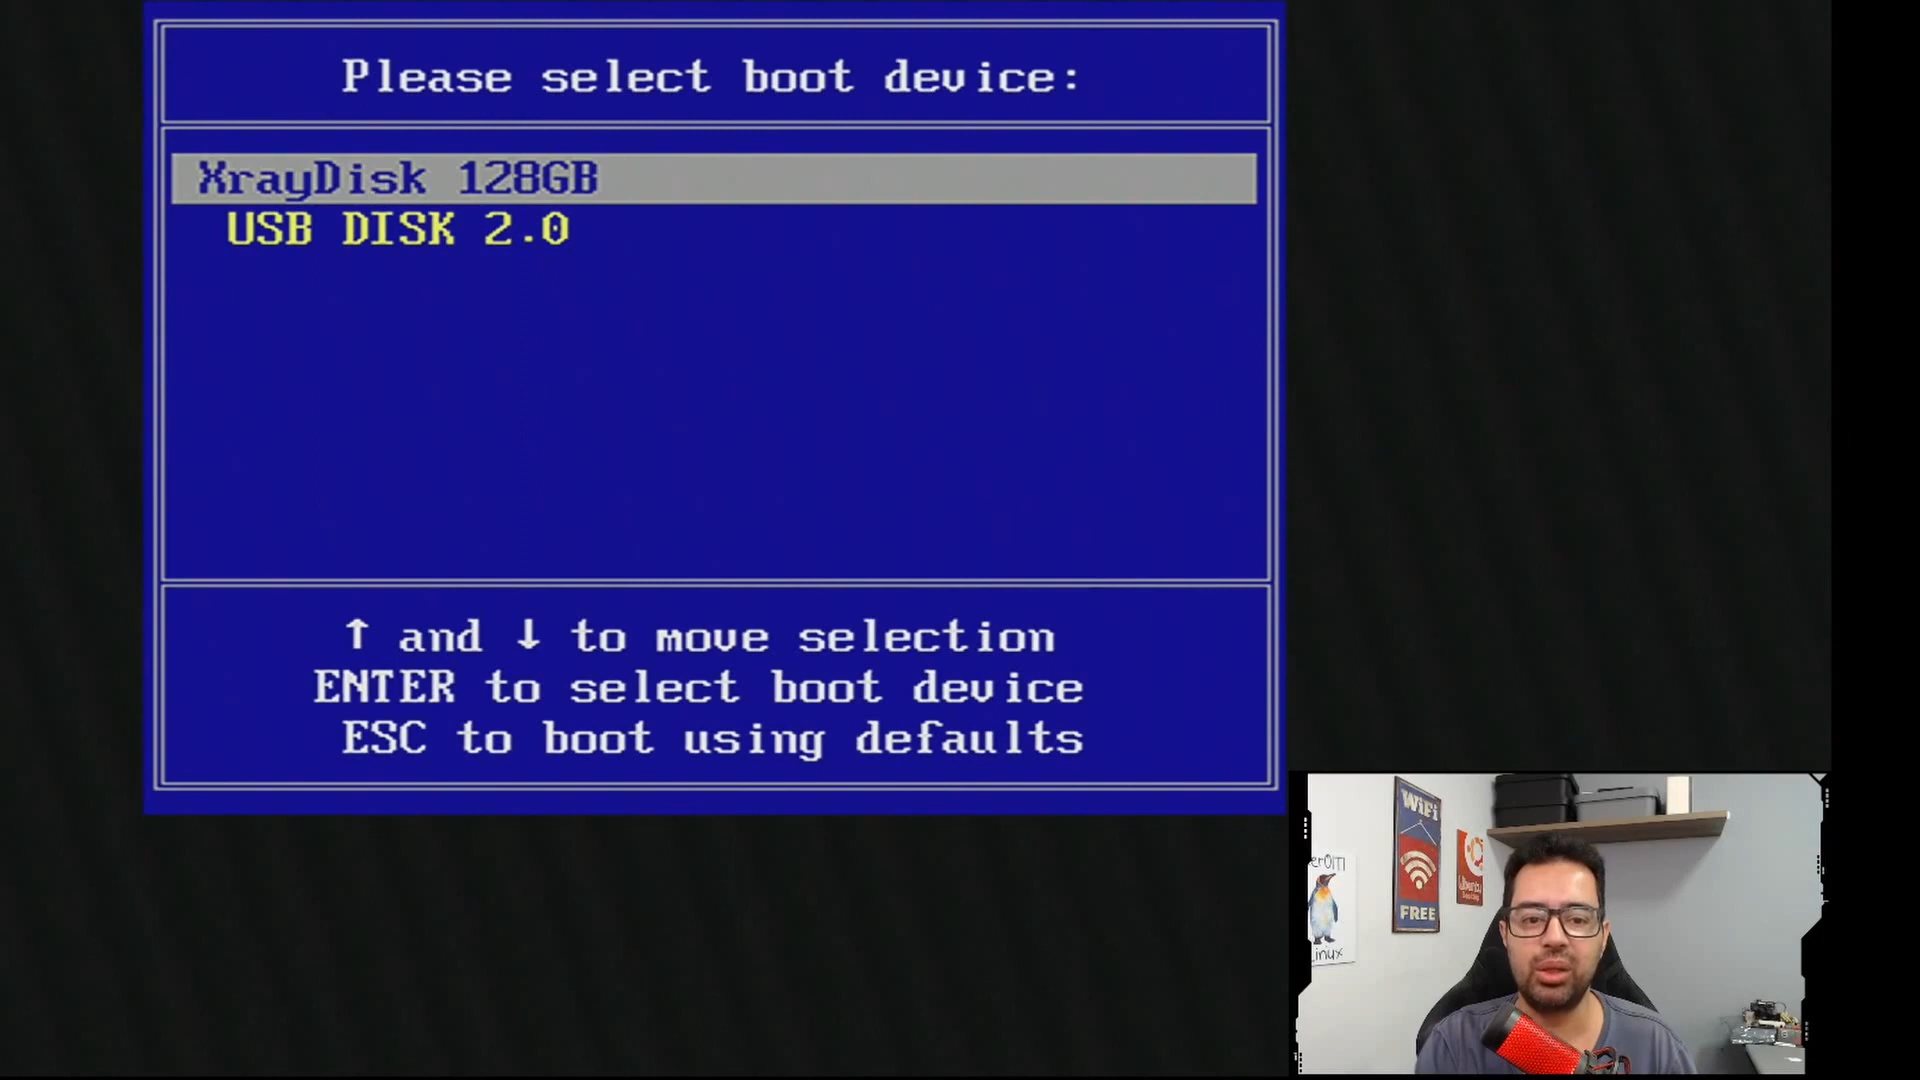 Please select boot device:
XrayDisk 128GB
USB DISK 2.0
↑ and ↓ to move selection
ENTER to select boot device
ESC to boot using defaults
WiFi
FREE
Ubuntu